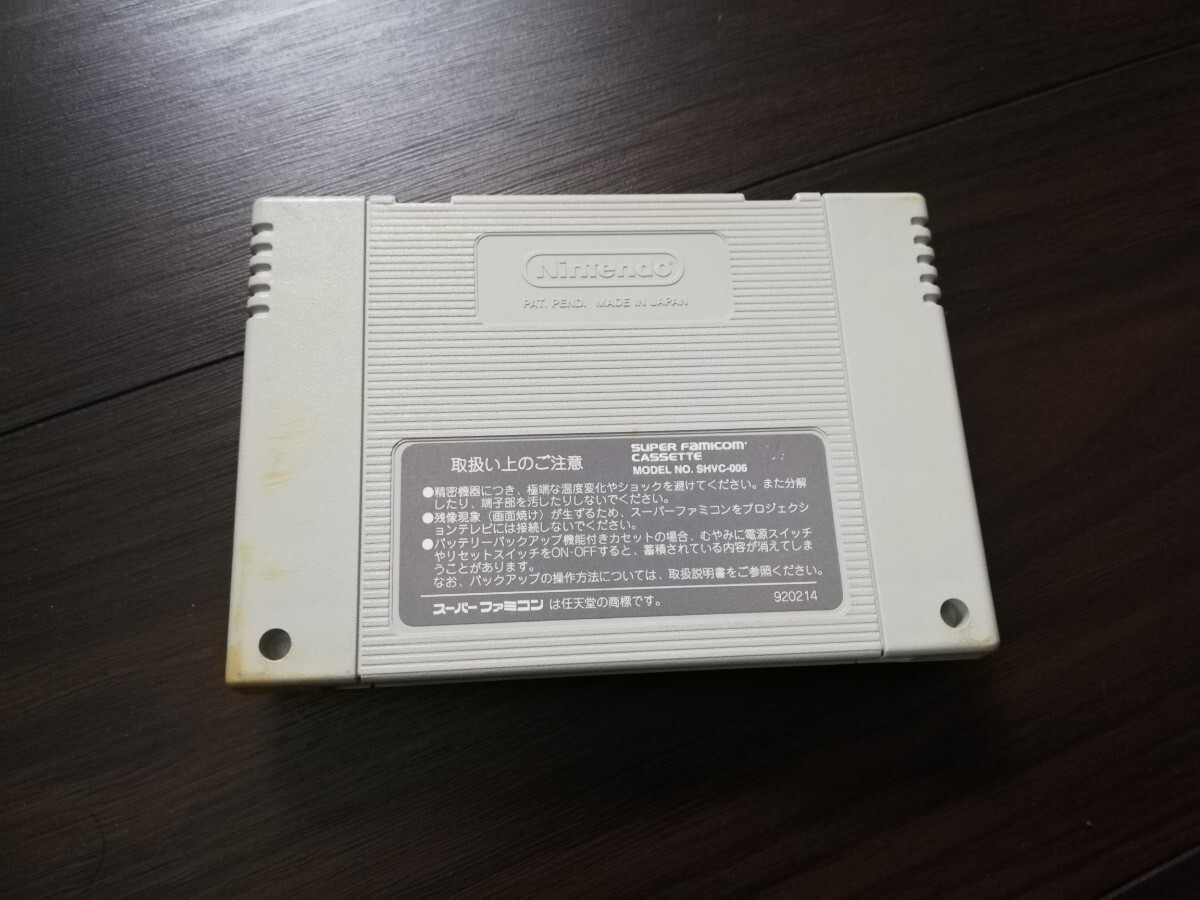 Nintendo®
PAT. PEND. MADE IN JAPAN
取扱い上のご注意
SUPER FAMICOM
CASSETTE
MODEL NO. SHVC-006
●精密機器につき、極端な温度変化やショックを避けてください。また分解
したり、端子部を汚したりしないでください。
●残像現象(画面焼け)が生ずるため、スーパーファミコンをプロジェクシ
ョンテレビには接続しないでください。
●バッテリーバックアップ機能付きカセットの場合、むやみに電源スイッチ
やリセットスイッチをON・OFFすると、蓄積されている内容が消えてしま
うことがあります。
なお、バックアップの操作方法については、取扱説明書をご参照ください。
スーパーファミコン は任天堂の商標です。
920214